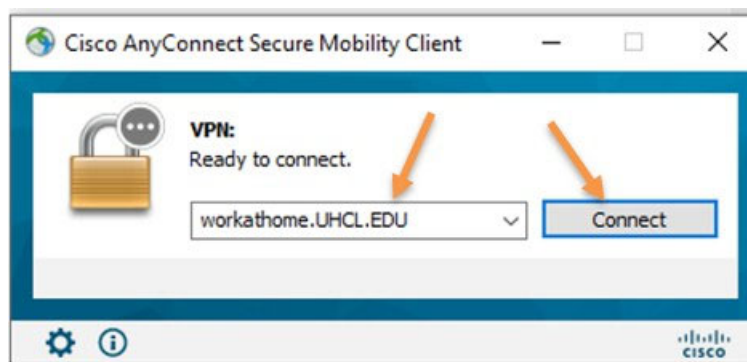 Cisco AnyConnect Secure Mobility Client
VPN:
Ready to connect.
workathome.UHCL.EDU
Connect
CISCO